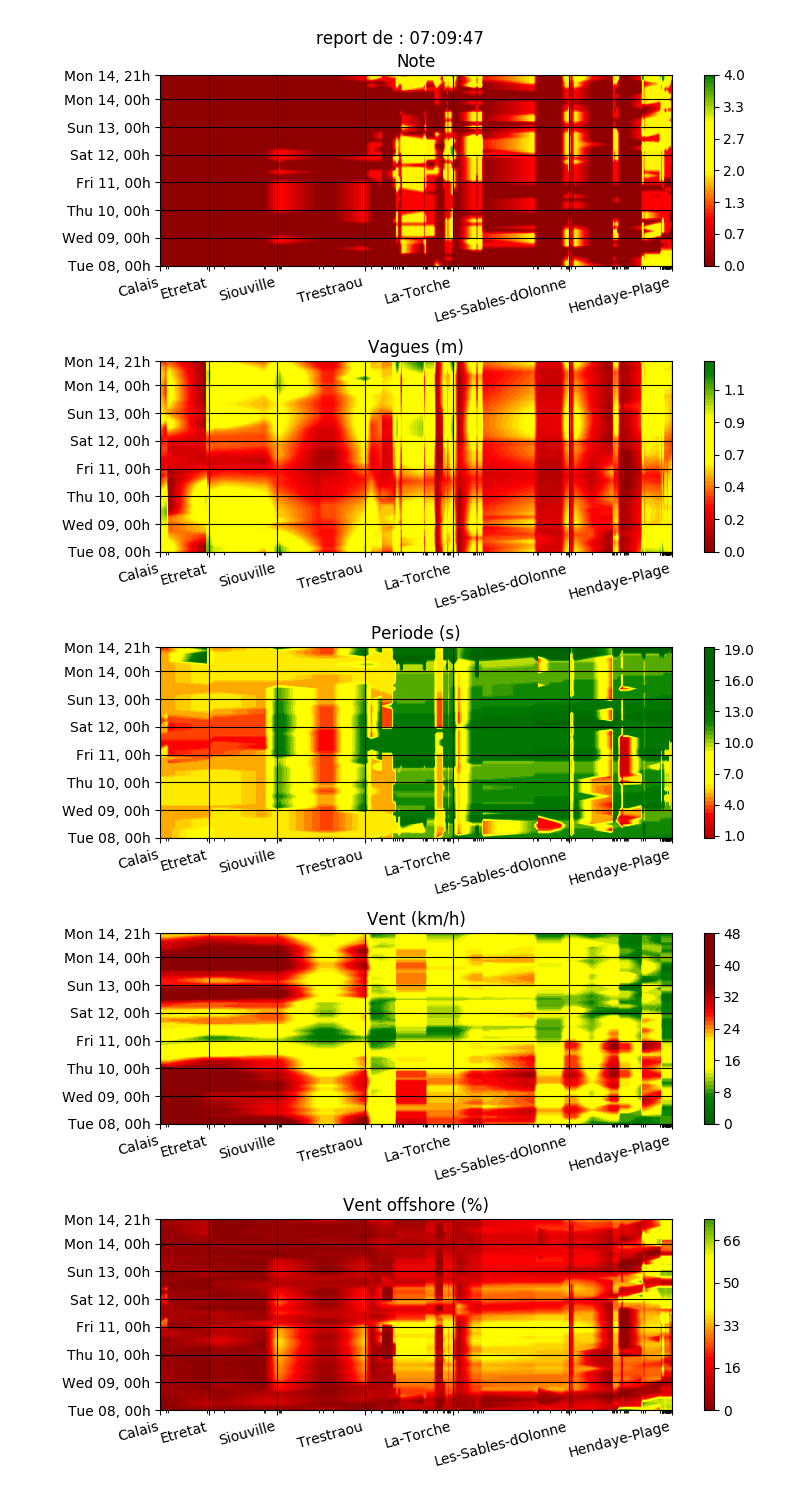 report de : 07:09:47
Note
Mon 14, 21h
Mon 14, 00h
Sun 13, 00h
Sat 12, 00h
Fri 11, 00h
Thu 10, 00h
Wed 09, 00h
Tue 08, 00h
Calais
Etretat
Siouville
Trestraou
La-Torche
Les-Sables-dOlonne
Hendaye-Plage
4.0
3.3
2.7
2.0
1.3
0.7
0.0
Vagues (m)
Mon 14, 21h
Mon 14, 00h
Sun 13, 00h
Sat 12, 00h
Fri 11, 00h
Thu 10, 00h
Wed 09, 00h
Tue 08, 00h
Calais
Etretat
Siouville
Trestraou
La-Torche
Les-Sables-dOlonne
Hendaye-Plage
1.1
0.9
0.7
0.4
0.2
0.0
Periode (s)
Mon 14, 21h
Mon 14, 00h
Sun 13, 00h
Sat 12, 00h
Fri 11, 00h
Thu 10, 00h
Wed 09, 00h
Tue 08, 00h
Calais
Etretat
Siouville
Trestraou
La-Torche
Les-Sables-dOlonne
Hendaye-Plage
19.0
16.0
13.0
10.0
7.0
4.0
1.0
Vent (km/h)
Mon 14, 21h
Mon 14, 00h
Sun 13, 00h
Sat 12, 00h
Fri 11, 00h
Thu 10, 00h
Wed 09, 00h
Tue 08, 00h
Calais
Etretat
Siouville
Trestraou
La-Torche
Les-Sables-dOlonne
Hendaye-Plage
48
40
32
24
16
8
0
Vent offshore (%)
Mon 14, 21h
Mon 14, 00h
Sun 13, 00h
Sat 12, 00h
Fri 11, 00h
Thu 10, 00h
Wed 09, 00h
Tue 08, 00h
Calais
Etretat
Siouville
Trestraou
La-Torche
Les-Sables-dOlonne
Hendaye-Plage
66
50
33
16
0